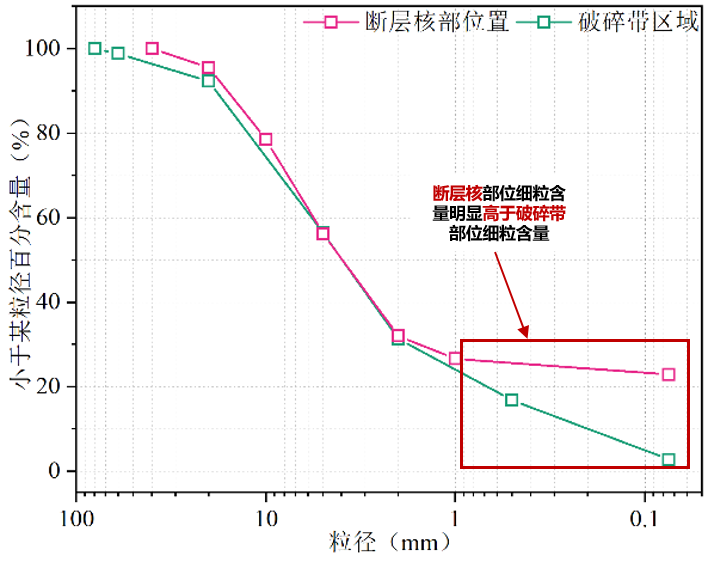 断层核部位置 破碎带区域
100
80
60
40
20
0
小于某粒径百分含量（%）
断层核部位细粒含
量明显高于破碎带
部位细粒含量
100 10 1 0.1
粒径（mm）